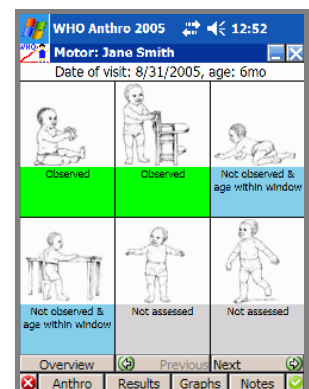 WHO Anthro 2005 12:52
WHO Motor: Jane Smith
Date of visit: 8/31/2005, age: 6mo
Observed
Observed
Not observed &
age within window
Not observed &
age within window
Not assessed
Not assessed
Overview Previous Next
Anthro Results Graphs Notes